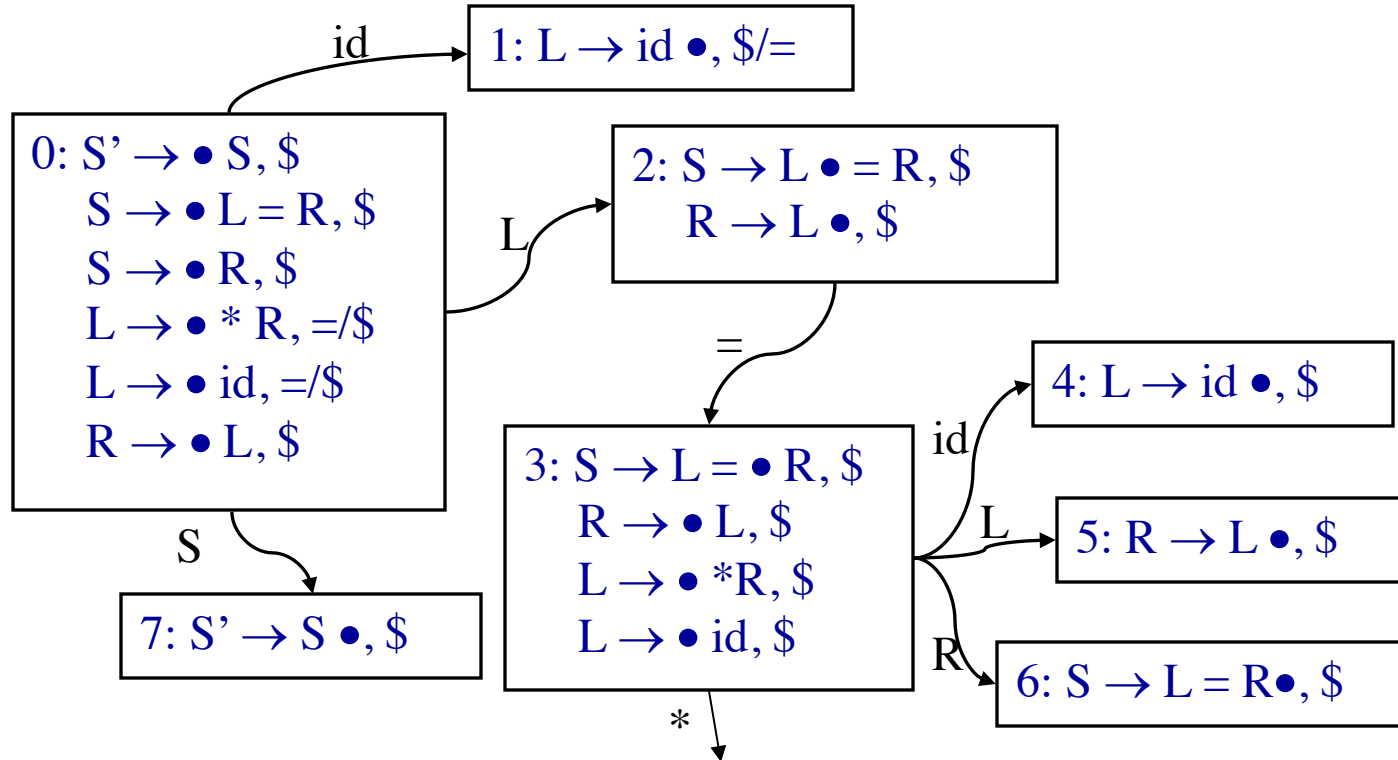 id
1: L → id •, $/=
0: S’ → • S, $
S → • L = R, $
S → • R, $
L → • * R, =/$
L → • id, =/$
R → • L, $
L
2: S → L • = R, $
R → L •, $
=
3: S → L = • R, $
R → • L, $
L → • *R, $
L → • id, $
id
4: L → id •, $
L
5: R → L •, $
R
6: S → L = R•, $
S
7: S’ → S •, $
*